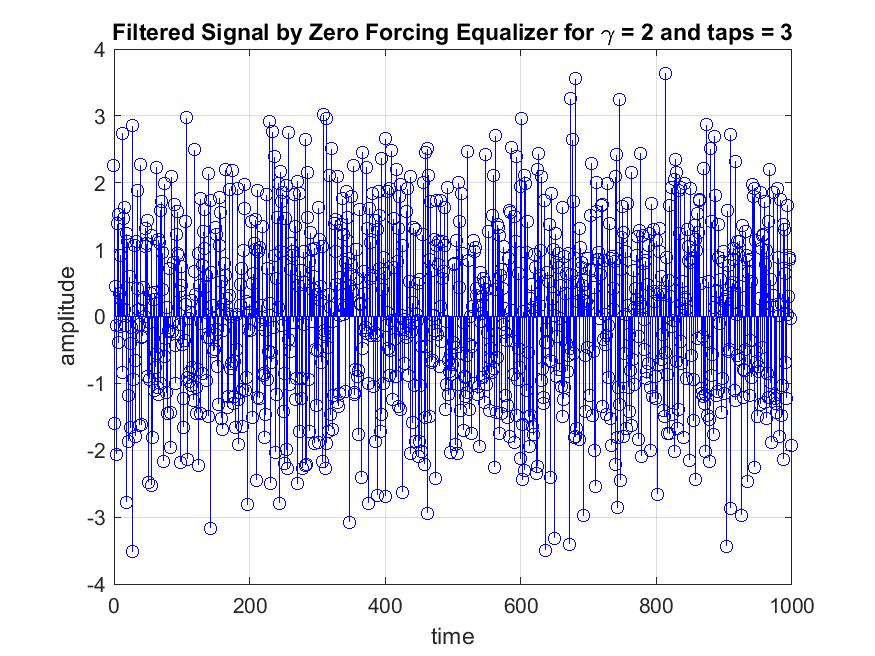 Filtered Signal by Zero Forcing Equalizer for γ = 2 and taps = 3
4
3
2
1
0
-1
-2
-3
-4
amplitude
0 200 400 600 800 1000
time